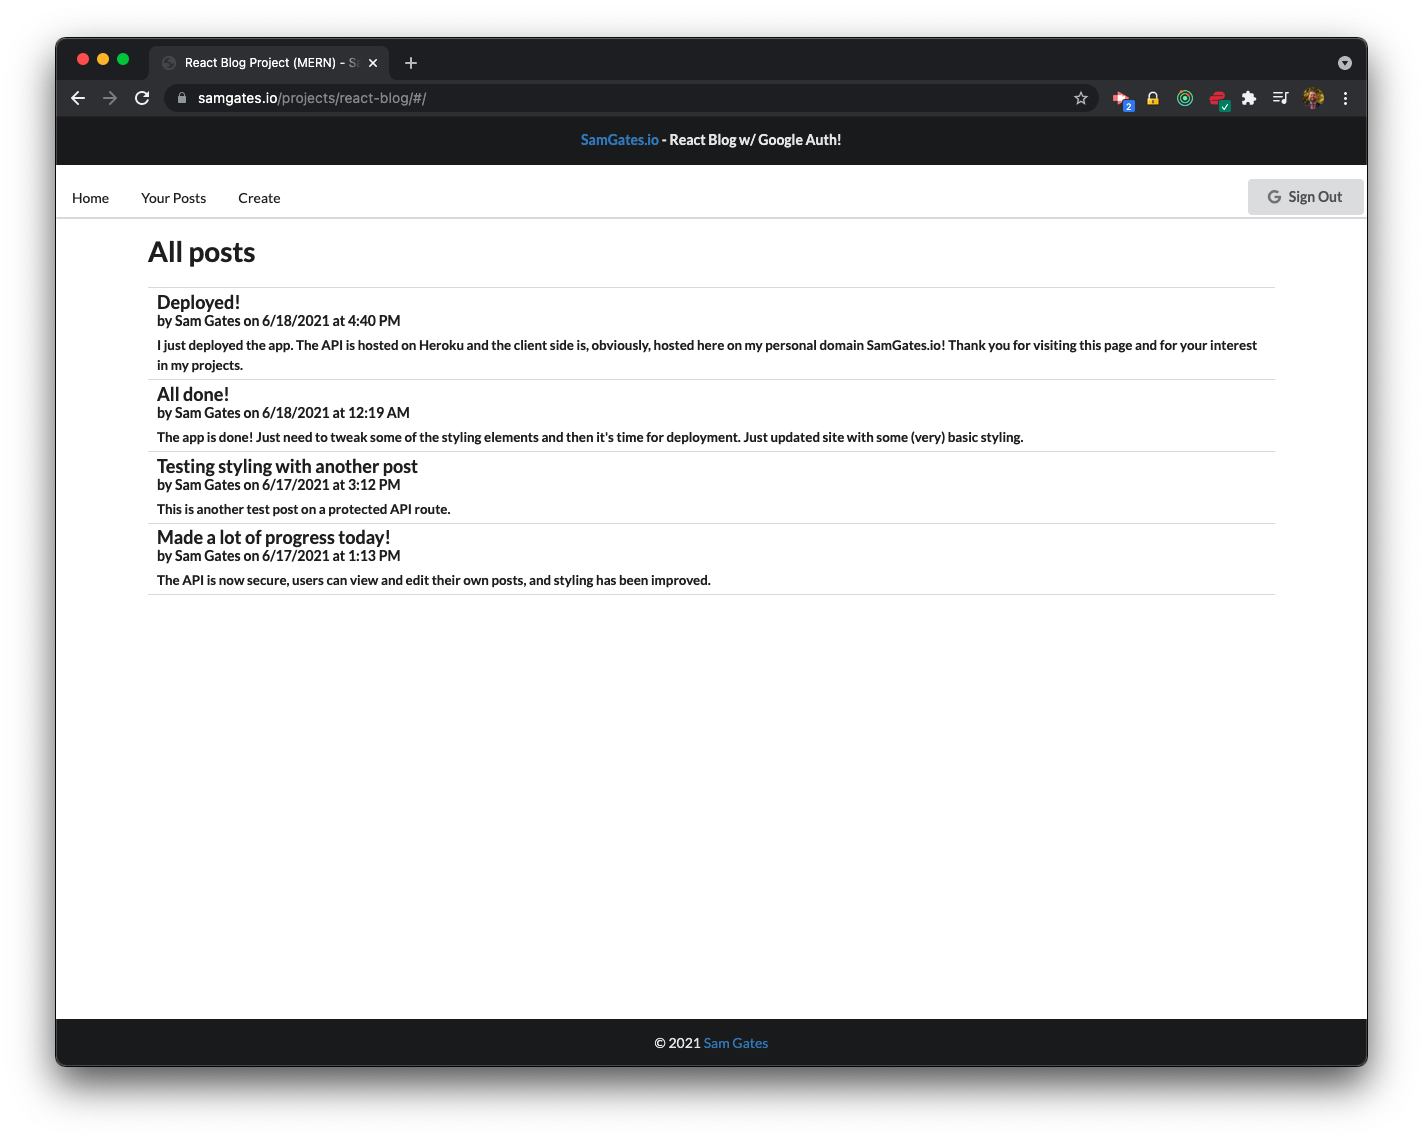 React Blog Project (MERN) - S
samgates.io/projects/react-blog/#/
2
SamGates.io - React Blog w/ Google Auth!
Home Your Posts Create
G Sign Out
All posts
Deployed!
by Sam Gates on 6/18/2021 at 4:40 PM
I just deployed the app. The API is hosted on Heroku and the client side is, obviously, hosted here on my personal domain SamGates.io! Thank you for visiting this page and for your interest
in my projects.
All done!
by Sam Gates on 6/18/2021 at 12:19 AM
The app is done! Just need to tweak some of the styling elements and then it's time for deployment. Just updated site with some (very) basic styling.
Testing styling with another post
by Sam Gates on 6/17/2021 at 3:12 PM
This is another test post on a protected API route.
Made a lot of progress today!
by Sam Gates on 6/17/2021 at 1:13 PM
The API is now secure, users can view and edit their own posts, and styling has been improved.
© 2021 Sam Gates